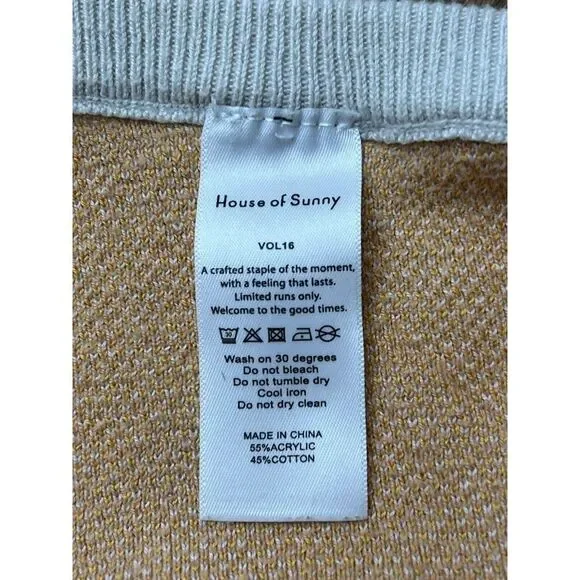 House of Sunny
VOL16
A crafted staple of the moment,
with a feeling that lasts.
Limited runs only.
Welcome to the good times.
30
Wash on 30 degrees
Do not bleach
Do not tumble dry
Cool iron
Do not dry clean
MADE IN CHINA
55%ACRYLIC
45%COTTON